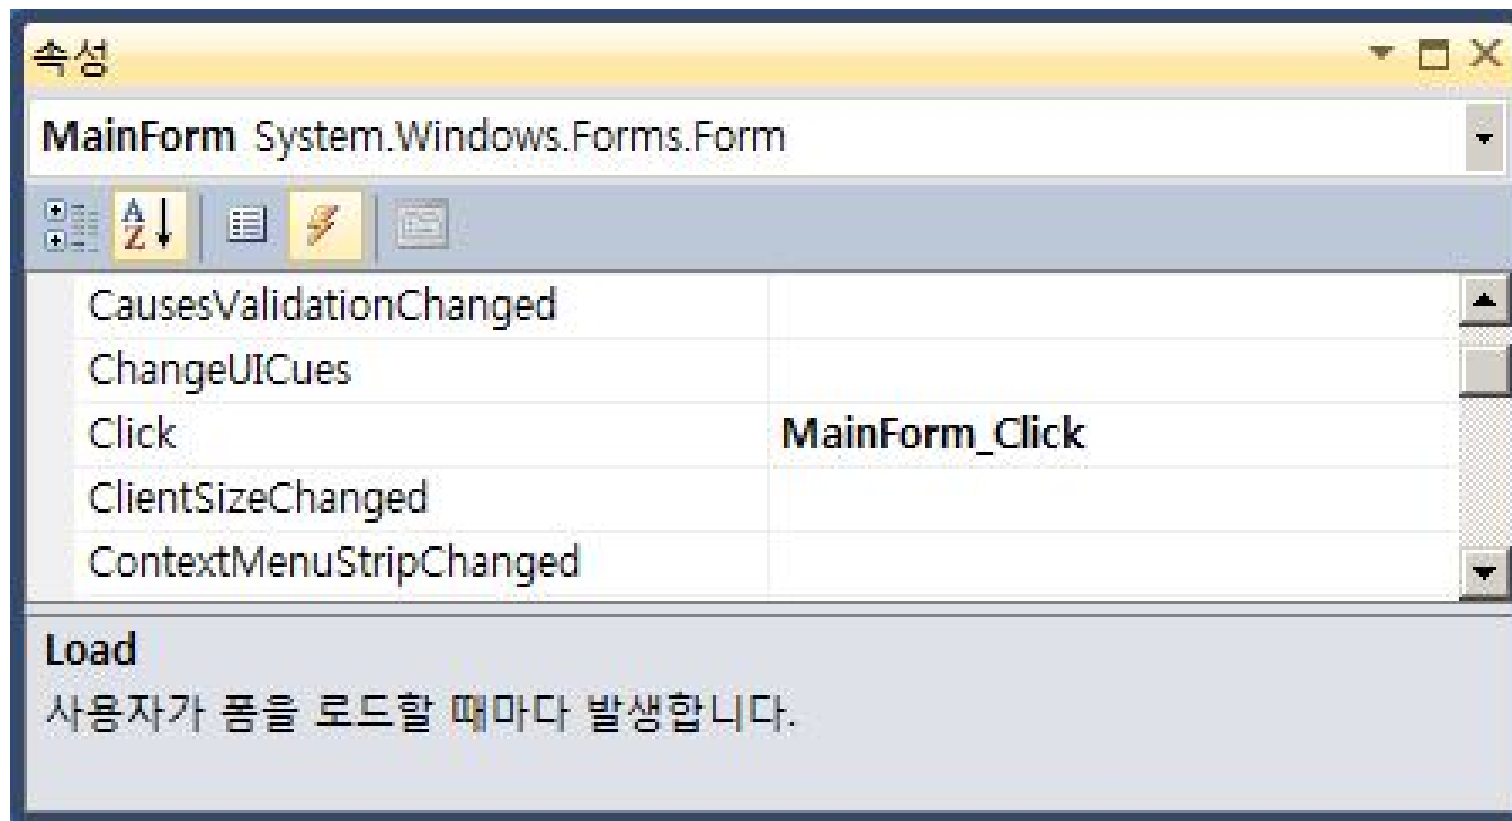 속성
MainForm System.Windows.Forms.Form
CausesValidationChanged
ChangeUICues
Click MainForm_Click
ClientSizeChanged
ContextMenuStripChanged
Load
사용자가 폼을 로드할 때마다 발생합니다.